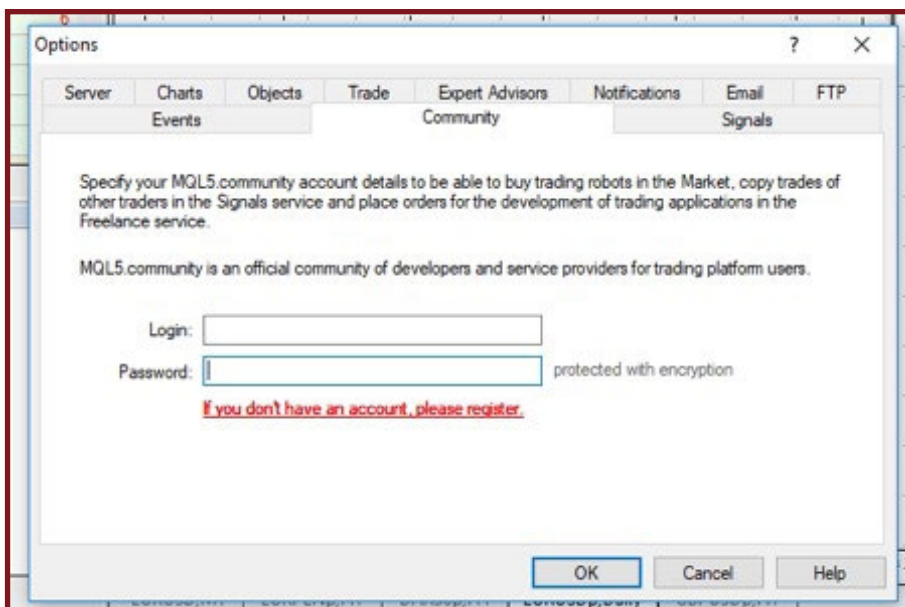 6
Options
?
Server Charts Objects Trade Expert Advisors Notifications Email FTP
Events Community Signals
Specify your MQL5.community account details to be able to buy trading robots in the Market, copy trades of
other traders in the Signals service and place orders for the development of trading applications in the
Freelance service.
MQL5.community is an official community of developers and service providers for trading platform users.
Login:
Password: protected with encryption
If you don't have an account, please register.
OK Cancel Help